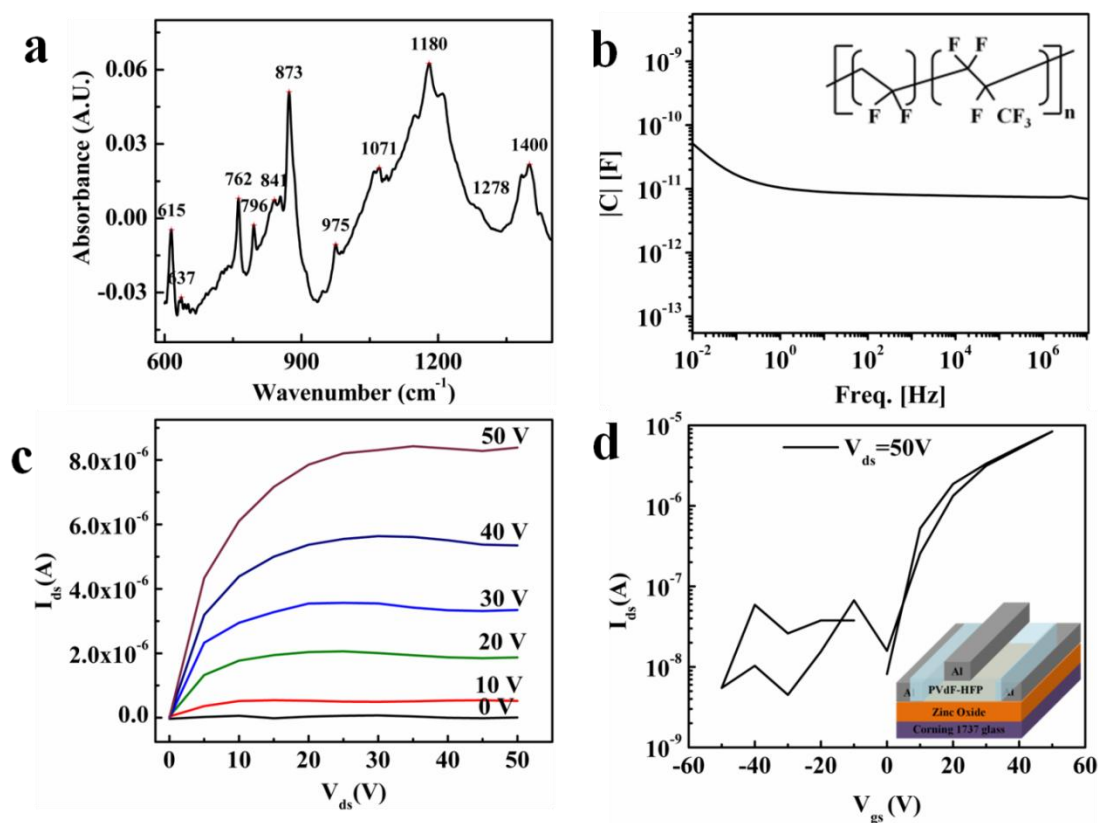 a
Absorbance (A.U.)
0.06
0.03
0.00
-0.03
615
637
762
796
841
873
975
1071
1180
1278
1400
600
900
1200
Wavenumber (cm⁻¹)
b
|C| [F]
10⁻⁹
10⁻¹⁰
10⁻¹¹
10⁻¹²
10⁻¹³
F F
F F
F CF₃
n
10⁻²
10⁰
10²
10⁴
10⁶
Freq. [Hz]
c
I_ds(A)
8.0x10⁻⁶
6.0x10⁻⁶
4.0x10⁻⁶
2.0x10⁻⁶
0.0
50 V
40 V
30 V
20 V
10 V
0 V
0 10 20 30 40 50
V_ds(V)
d
V_ds=50V
I_ds(A)
10⁻⁵
10⁻⁶
10⁻⁷
10⁻⁸
10⁻⁹
Al
Al PVdF-HFP Al
Zinc Oxide
Corning 1737 glass
-60 -40 -20 0 20 40 60
V_gs(V)